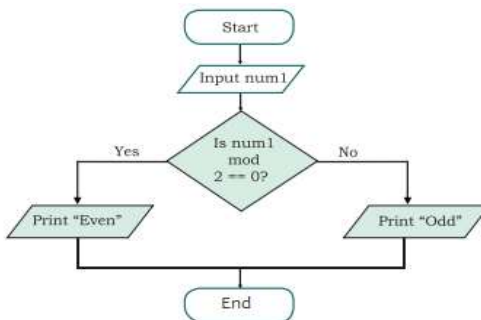 Start
Input num1
Is num1
mod
2 == 0?
Yes
No
Print “Even”
Print “Odd”
End